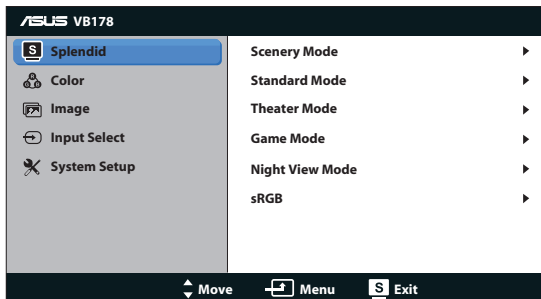 ASUS VB178
S Splendid
Color
Image
Input Select
System Setup
Scenery Mode
Standard Mode
Theater Mode
Game Mode
Night View Mode
sRGB
Move Menu S Exit